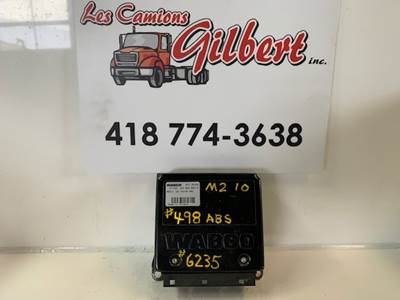 Les Camions
Gilbert
inc.
418 774-3638
M2 10
#498 ABS
WABCO
#6235